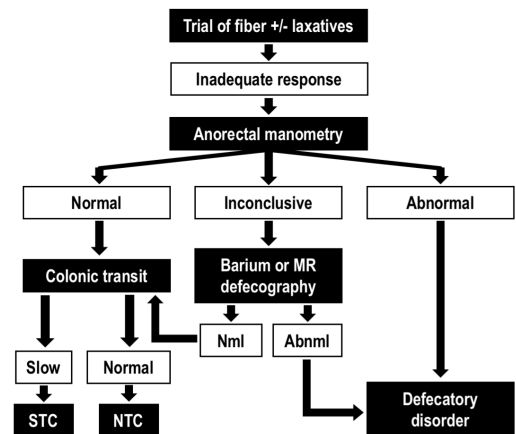 Trial of fiber +/- laxatives
Inadequate response
Anorectal manometry
Normal
Inconclusive
Abnormal
Colonic transit
Barium or MR
defecography
Nml
Abnml
Slow
Normal
STC
NTC
Defecatory
disorder